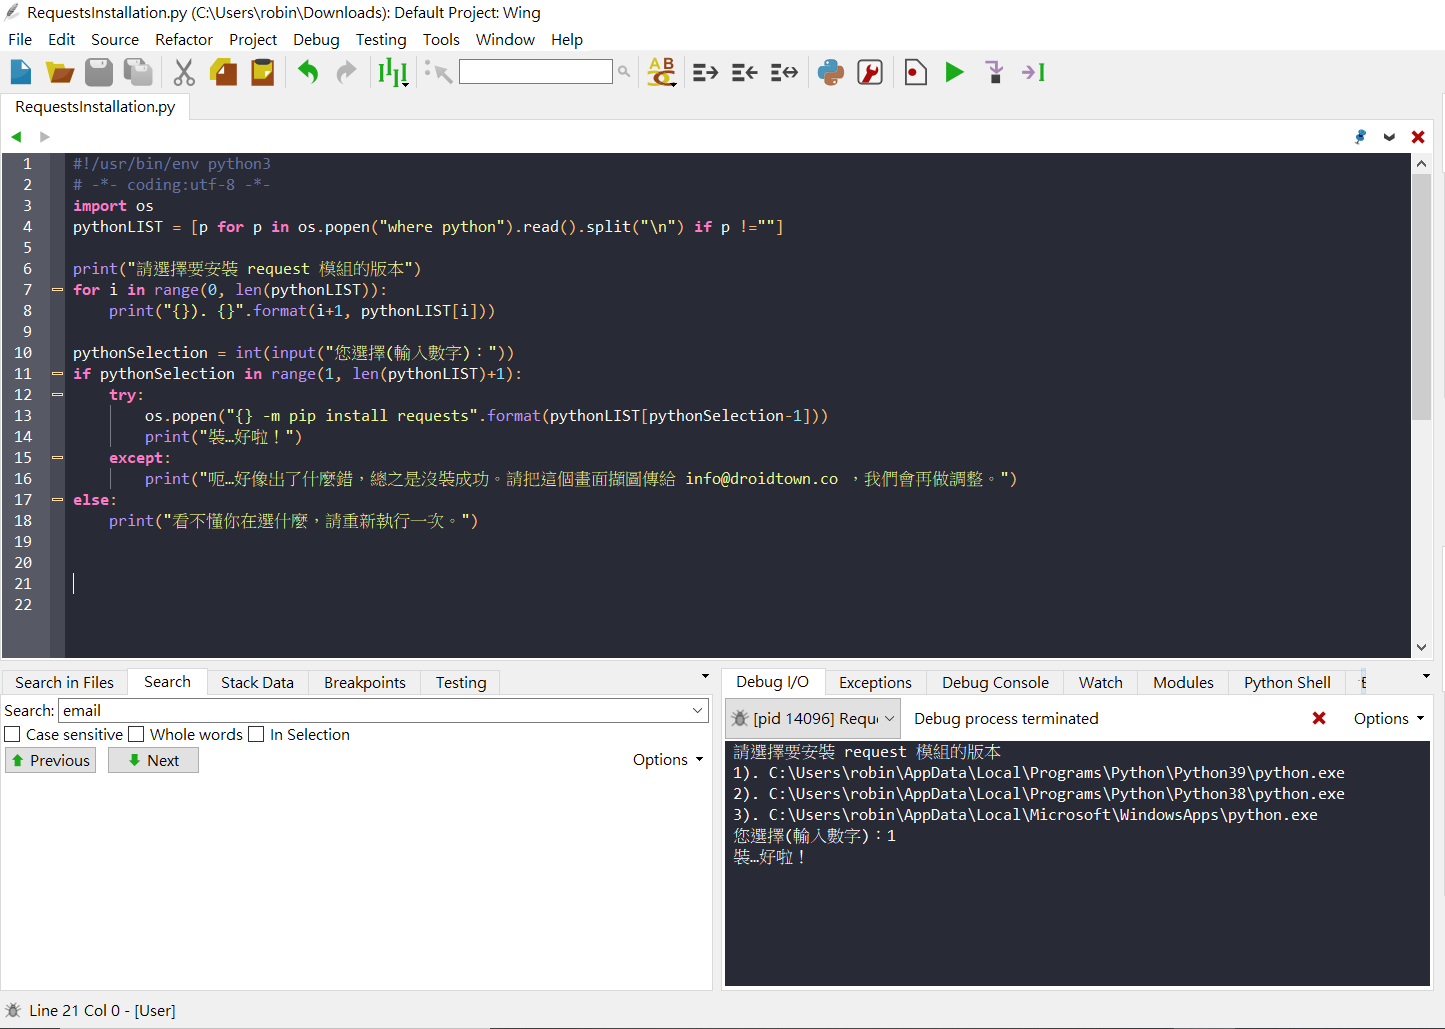 RequestsInstallation.py (C:\Users\robin\Downloads): Default Project: Wing
File Edit Source Refactor Project Debug Testing Tools Window Help
RequestsInstallation.py
1 #!/usr/bin/env python3
2 # -*- coding:utf-8 -*-
3 import os
4 pythonLIST = [p for p in os.popen("where python").read().split("\n") if p !=""]
5
6 print("請選擇要安裝 request 模組的版本")
7 for i in range(0, len(pythonLIST)):
8     print("{}). {}".format(i+1, pythonLIST[i]))
9
10 pythonSelection = int(input("您選擇(輸入數字)："))
11 if pythonSelection in range(1, len(pythonLIST)+1):
12     try:
13         os.popen("{} -m pip install requests".format(pythonLIST[pythonSelection-1]))
14         print("裝…好啦！")
15     except:
16         print("呃…好像出了什麼錯，總之是沒裝成功。請把這個畫面擷圖傳給 info@droidtown.co ，我們會再做調整。")
17 else:
18     print("看不懂你在選什麼，請重新執行一次。")
19
20
21
22
Search in Files Search Stack Data Breakpoints Testing
Search: email
Case sensitive Whole words In Selection
Previous Next Options
Debug I/O Exceptions Debug Console Watch Modules Python Shell
[pid 14096] Requ Debug process terminated Options
請選擇要安裝 request 模組的版本
1). C:\Users\robin\AppData\Local\Programs\Python\Python39\python.exe
2). C:\Users\robin\AppData\Local\Programs\Python\Python38\python.exe
3). C:\Users\robin\AppData\Local\Microsoft\WindowsApps\python.exe
您選擇(輸入數字)：1
裝…好啦！
Line 21 Col 0 - [User]